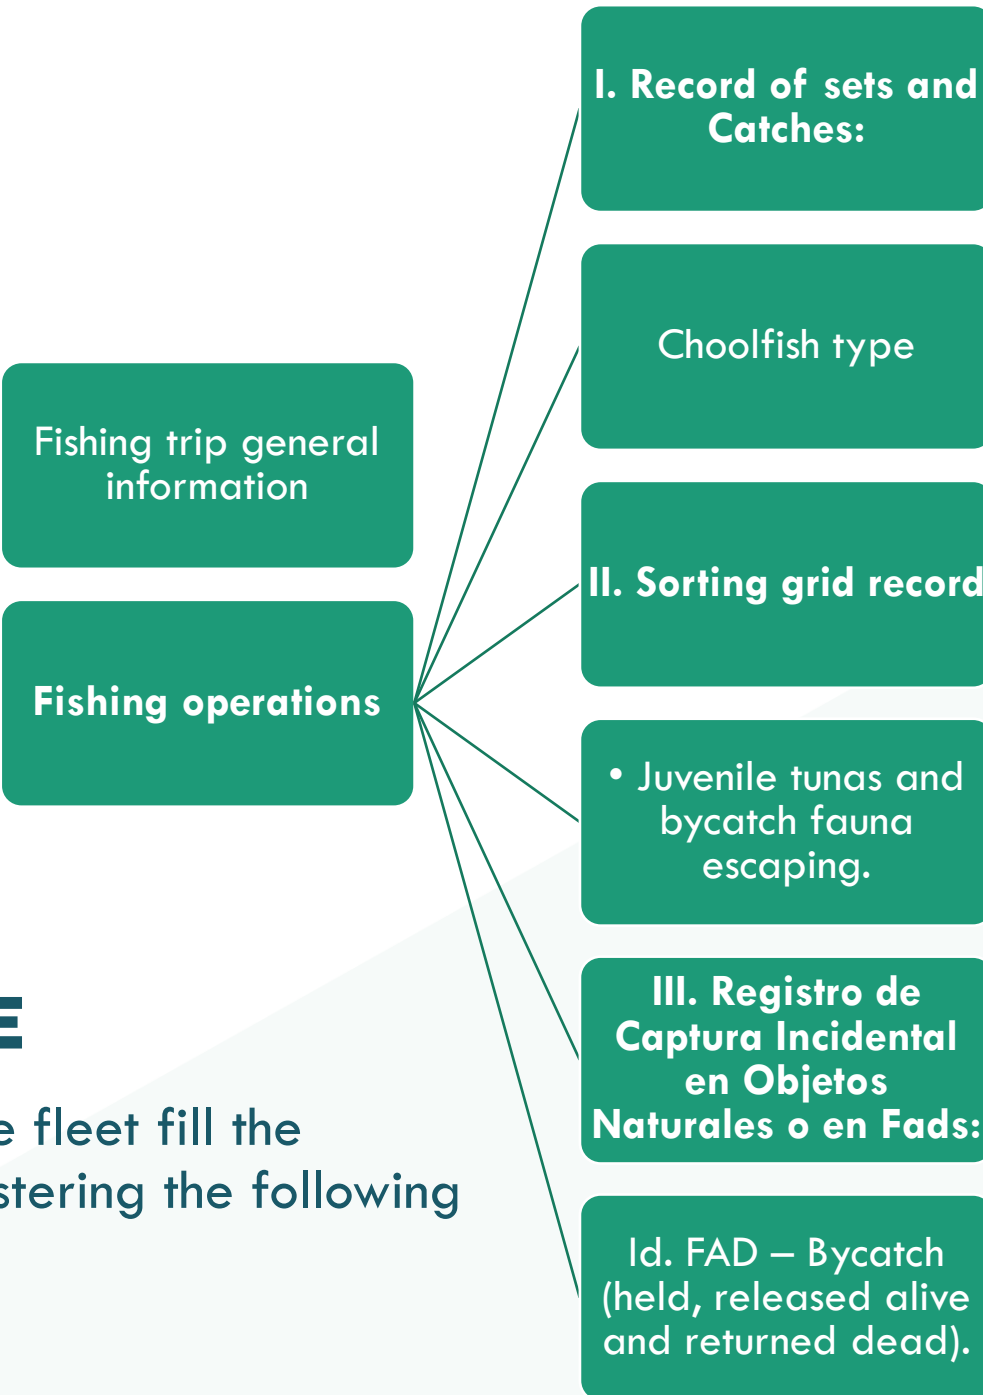 Fishing trip general
information
Fishing operations
I. Record of sets and
Catches:
Choolfish type
II. Sorting grid record
• Juvenile tunas and
bycatch fauna
escaping.
III. Registro de
Captura Incidental
en Objetos
Naturales o en Fads:
Id. FAD – Bycatch
(held, released alive
and returned dead).
E
e fleet fill the
stering the following